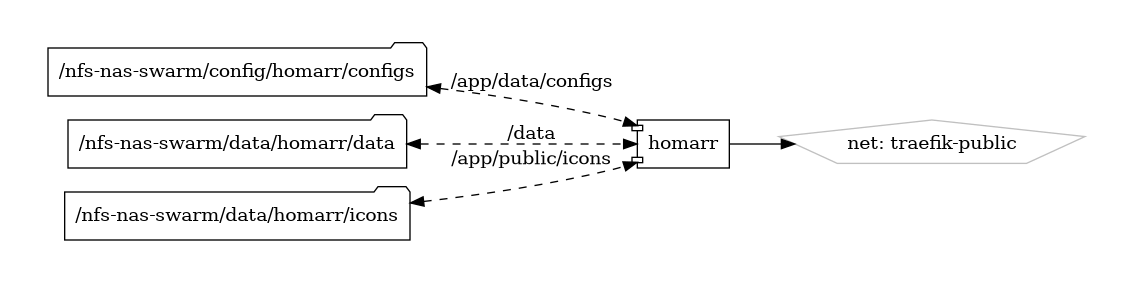 /nfs-nas-swarm/config/homarr/configs
/app/data/configs
/nfs-nas-swarm/data/homarr/data
/data
homarr
net: traefik-public
/app/public/icons
/nfs-nas-swarm/data/homarr/icons